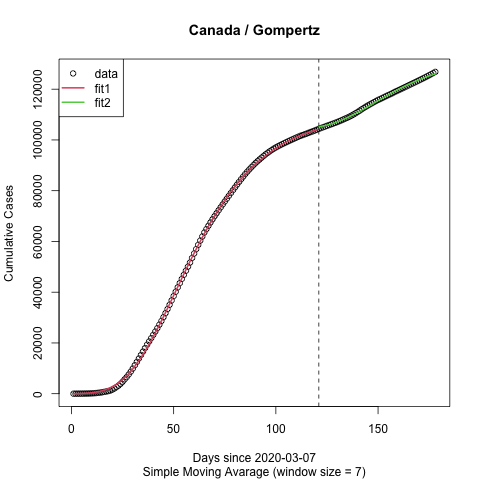 Canada / Gompertz
data
fit1
fit2
Cumulative Cases
0
20000
40000
60000
80000
100000
120000
0
50
100
150
Days since 2020-03-07
Simple Moving Avarage (window size = 7)